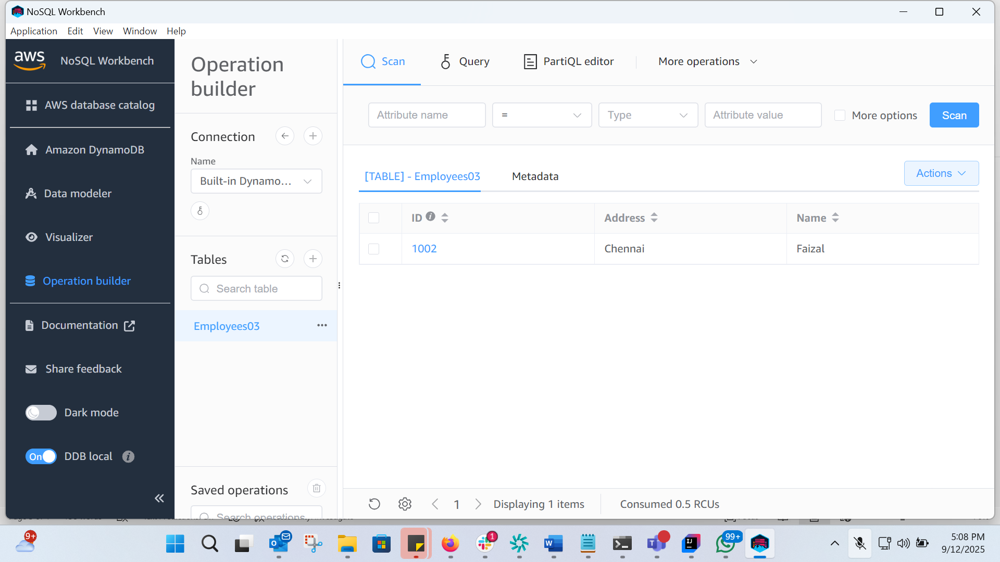 NoSQL Workbench
Application Edit View Window Help
aws NoSQL Workbench
AWS database catalog
Amazon DynamoDB
Data modeler
Visualizer
Operation builder
Documentation
Share feedback
Dark mode
On DDB local
Operation
builder
Connection
Name
Built-in Dynamo...
Tables
Search table
Employees03
Saved operations
Search operations
Scan Query PartiQL editor More operations
Attribute name = Type Attribute value More options Scan
[TABLE] - Employees03 Metadata Actions
ID Address Name
1002 Chennai Faizal
1 Displaying 1 items Consumed 0.5 RCUs
9+
1
99+
5:08 PM
9/12/2025